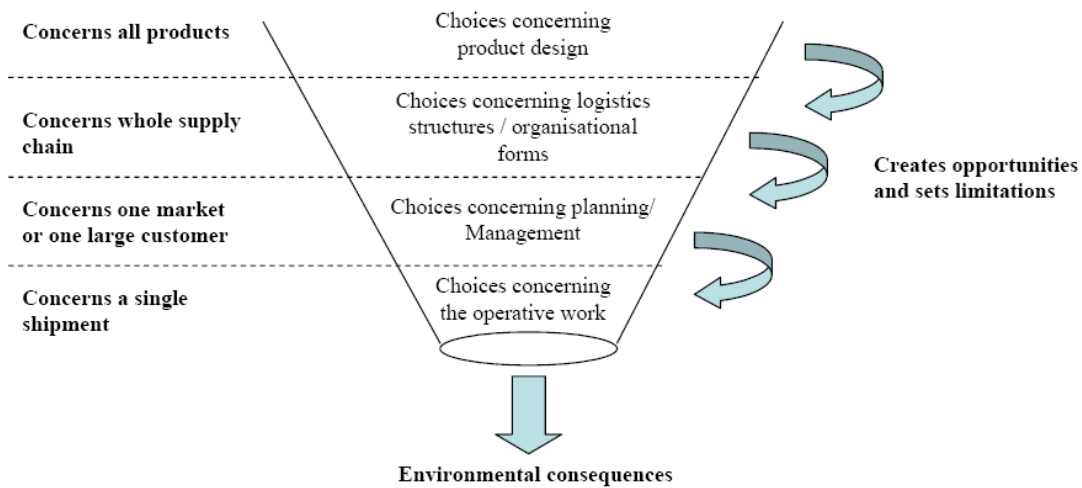 Concerns all products
Choices concerning
product design
Concerns whole supply
chain
Choices concerning logistics
structures / organisational
forms
Creates opportunities
and sets limitations
Concerns one market
or one large customer
Choices concerning planning/
Management
Concerns a single
shipment
Choices concerning
the operative work
Environmental consequences